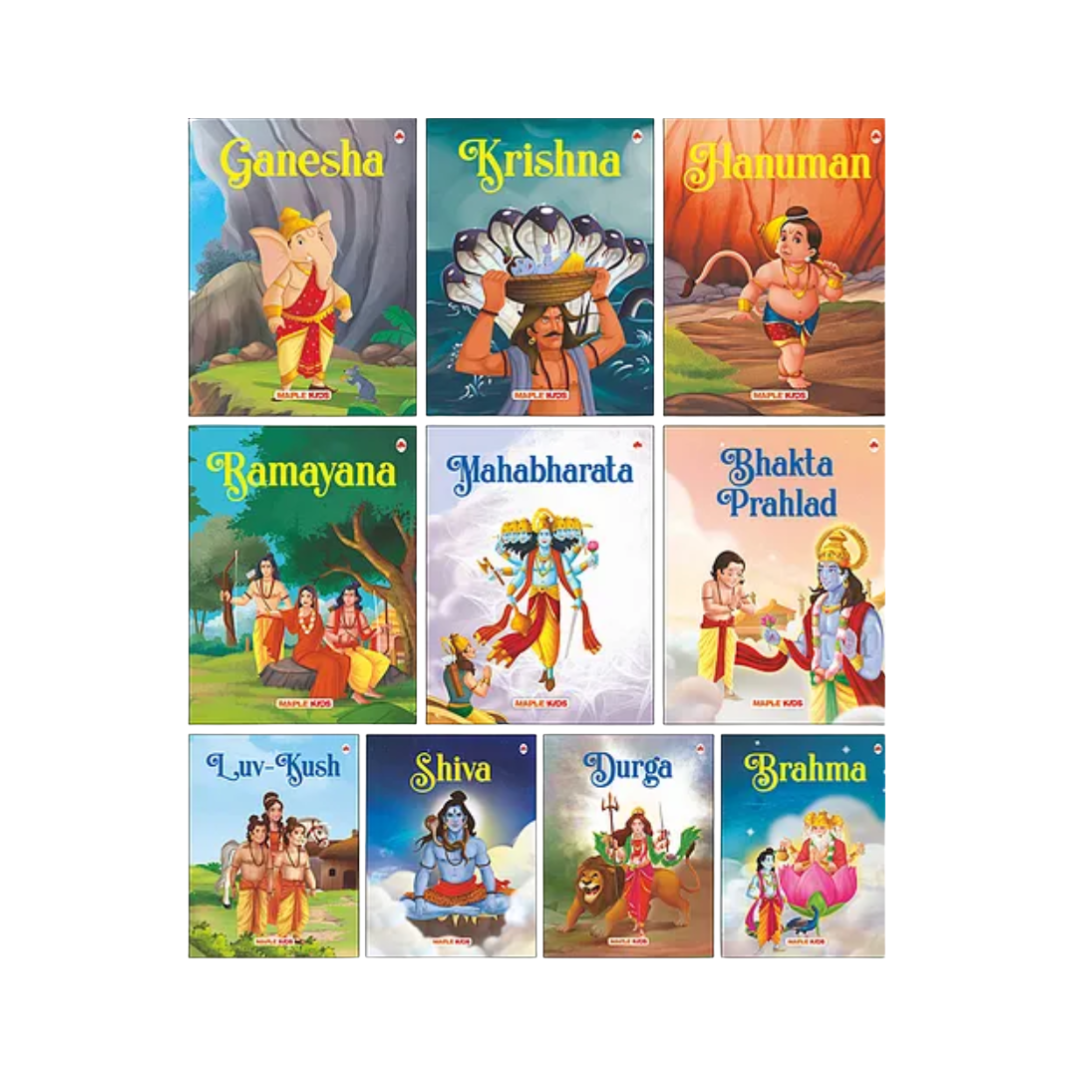 Ganesha
MAPLE KIDS
Krishna
MAPLE KIDS
Hanuman
MAPLE KIDS
Ramayana
MAPLE KIDS
Mahabharata
MAPLE KIDS
Bhakta
Prahlad
MAPLE KIDS
Luv-Kush
MAPLE KIDS
Shiva
MAPLE KIDS
Durga
MAPLE KIDS
Brahma
MAPLE KIDS